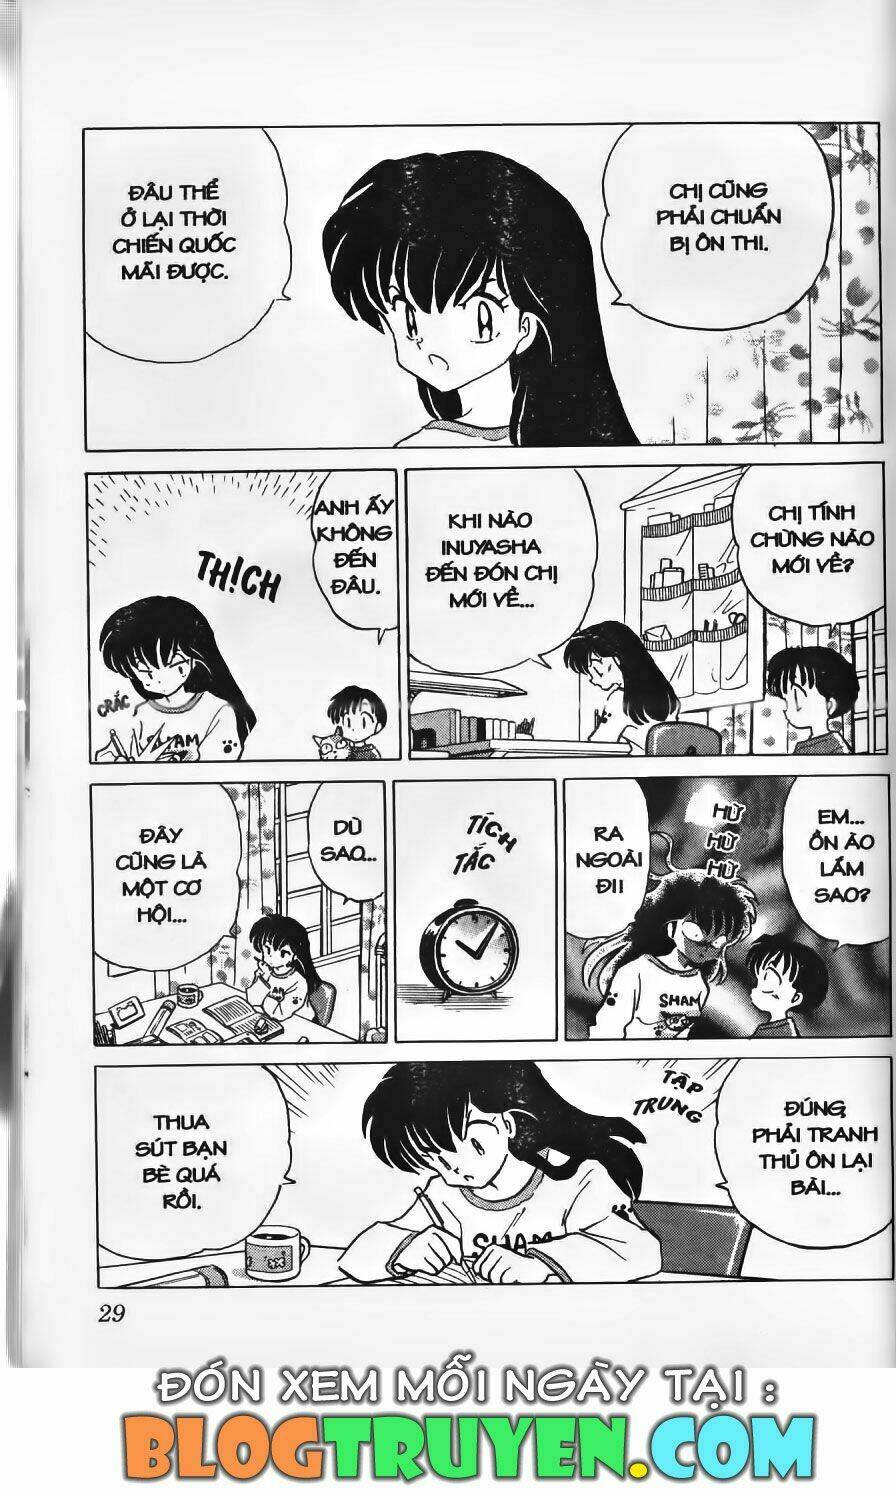 CHỊ CŨNG
PHẢI CHUẨN
BỊ ÔN THI.
ĐÂU THỂ
Ở LẠI THỜI
CHIẾN QUỐC
MÃI ĐƯỢC.
CHỊ TÍNH
CHỪNG NÀO
MỚI VỀ?
KHI NÀO
INUYASHA
ĐẾN ĐÓN CHỊ
MỚI VỀ...
ANH ẤY
KHÔNG
ĐẾN
ĐÂU.
THỊCH
CRẮC
AM
EM...
ỒN ÀO
LẮM
SAO?
HỪ
HỪ
HỪ
RA
NGOÀI
ĐI!
SHAM
TÍCH
TẮC
DÙ
SAO...
ĐÂY
CŨNG LÀ
MỘT CƠ
HỘI...
AM
ĐÚNG,
PHẢI TRANH
THỦ ÔN LẠI
BÀI...
TẬP
TRUNG
THUA
SÚT BẠN
BÈ QUÁ
RỒI.
SHAM
29
ĐÓN XEM MỖI NGÀY TẠI :
BLOGTRUYEN.COM